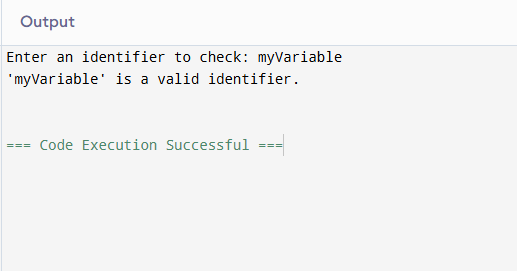 Output
Enter an identifier to check: myVariable
'myVariable' is a valid identifier.
=== Code Execution Successful ===